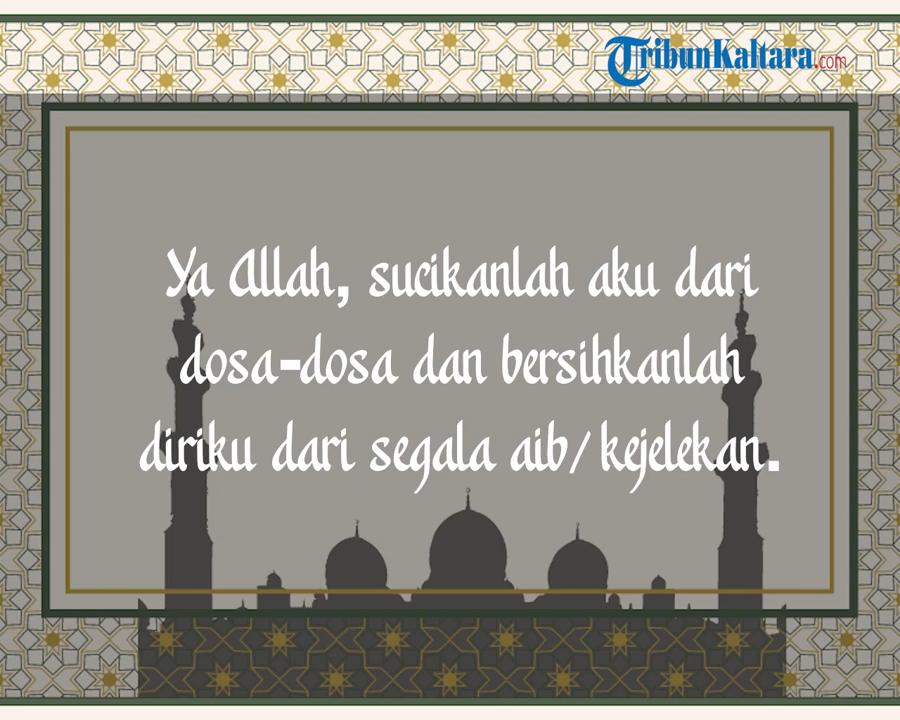 TribunKaltara.com
Ya Allah, sucikanlah aku dari
dosa-dosa dan bersihkanlah
diriku dari segala aib/kejelekan.